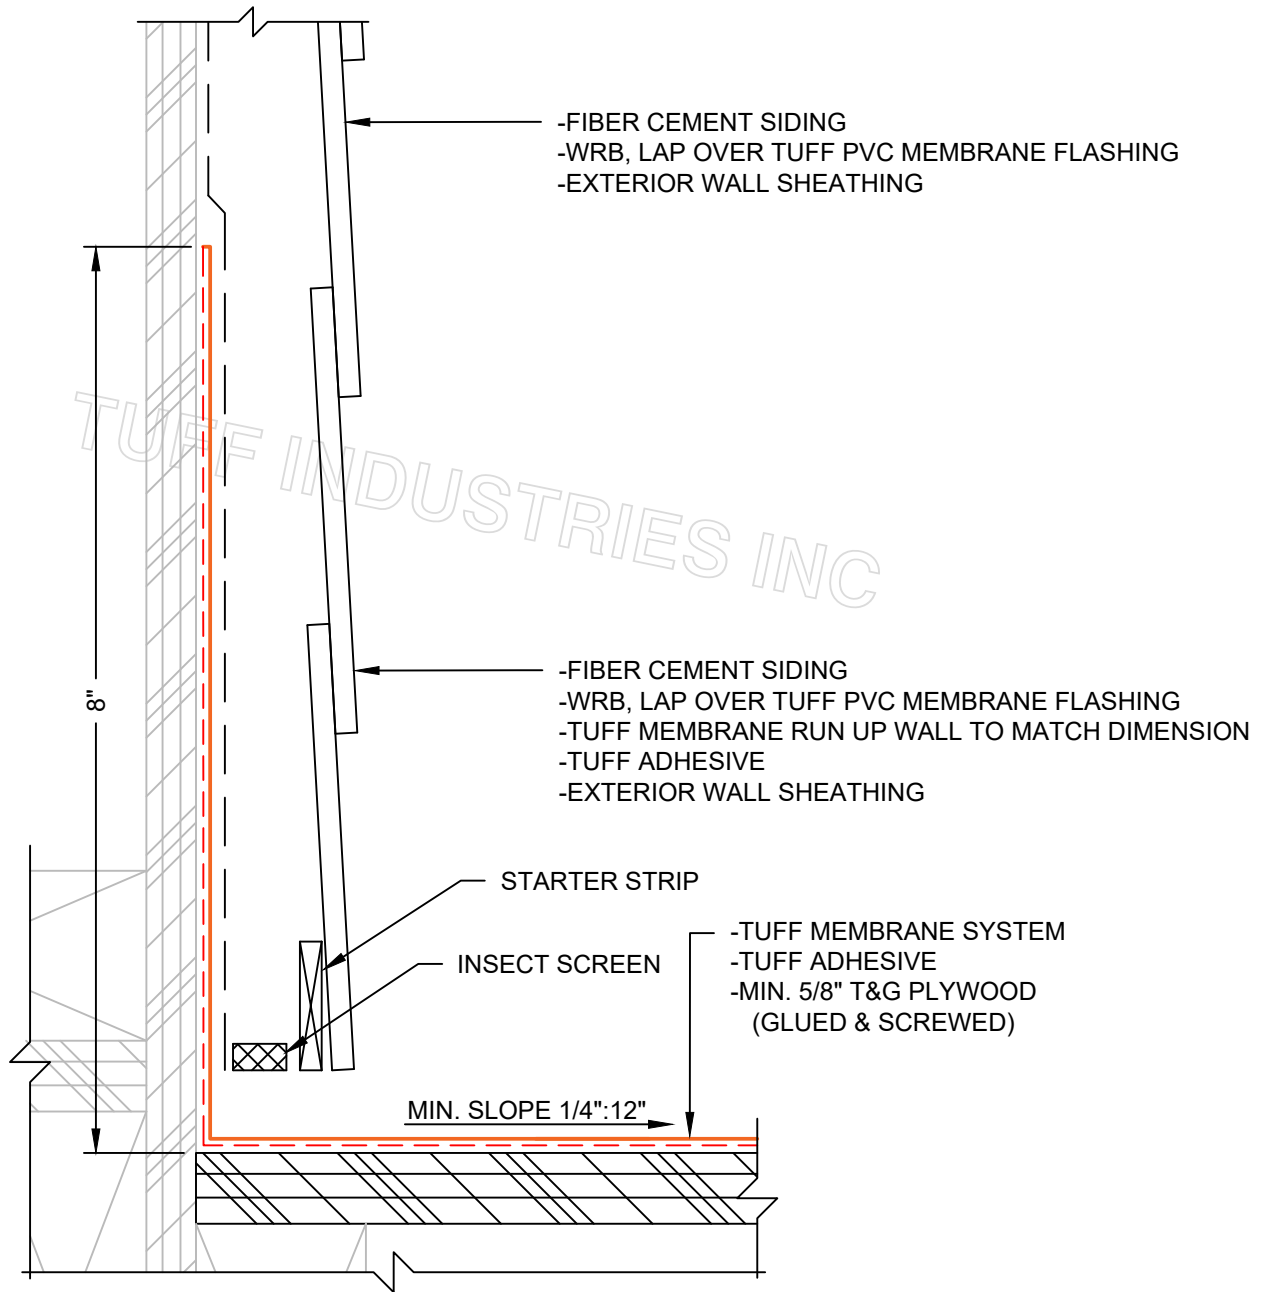 -FIBER CEMENT SIDING
-WRB, LAP OVER TUFF PVC MEMBRANE FLASHING
-EXTERIOR WALL SHEATHING
TUFF INDUSTRIES INC
8"
-FIBER CEMENT SIDING
-WRB, LAP OVER TUFF PVC MEMBRANE FLASHING
-TUFF MEMBRANE RUN UP WALL TO MATCH DIMENSION
-TUFF ADHESIVE
-EXTERIOR WALL SHEATHING
STARTER STRIP
INSECT SCREEN
-TUFF MEMBRANE SYSTEM
-TUFF ADHESIVE
-MIN. 5/8" T&G PLYWOOD
(GLUED & SCREWED)
MIN. SLOPE 1/4":12"